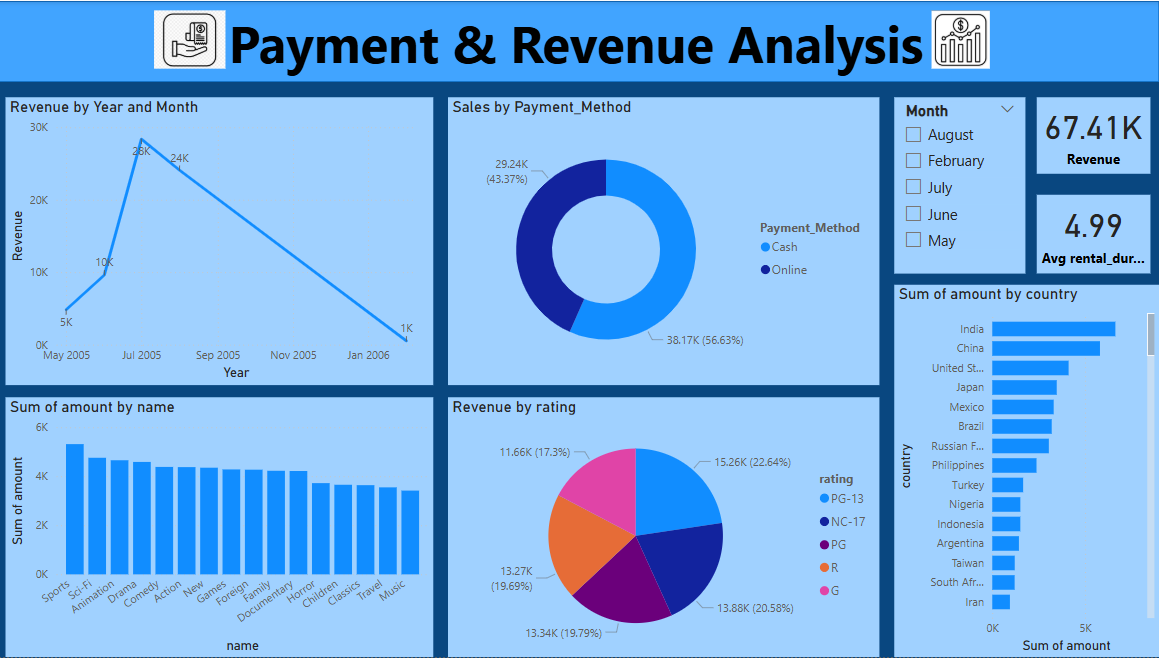 Payment & Revenue Analysis
Revenue by Year and Month
30K
20K
10K
0K
Revenue
5K
10K
28K
24K
1K
May 2005
Jul 2005
Sep 2005
Nov 2005
Jan 2006
Year
Sales by Payment_Method
29.24K
(43.37%)
38.17K (56.63%)
Payment_Method
Cash
Online
Month
August
February
July
June
May
67.41K
Revenue
4.99
Avg rental_dur...
Sum of amount by name
6K
4K
2K
0K
Sum of amount
Sports
Sci-Fi
Animation
Drama
Comedy
Action
New
Games
Foreign
Family
Documentary
Horror
Children
Classics
Travel
Music
name
Revenue by rating
11.66K (17.3%)
15.26K (22.64%)
13.27K
(19.69%)
13.88K (20.58%)
13.34K (19.79%)
rating
PG-13
NC-17
PG
R
G
Sum of amount by country
country
India
China
United St...
Japan
Mexico
Brazil
Russian F...
Philippines
Turkey
Nigeria
Indonesia
Argentina
Taiwan
South Afr...
Iran
0K
5K
Sum of amount